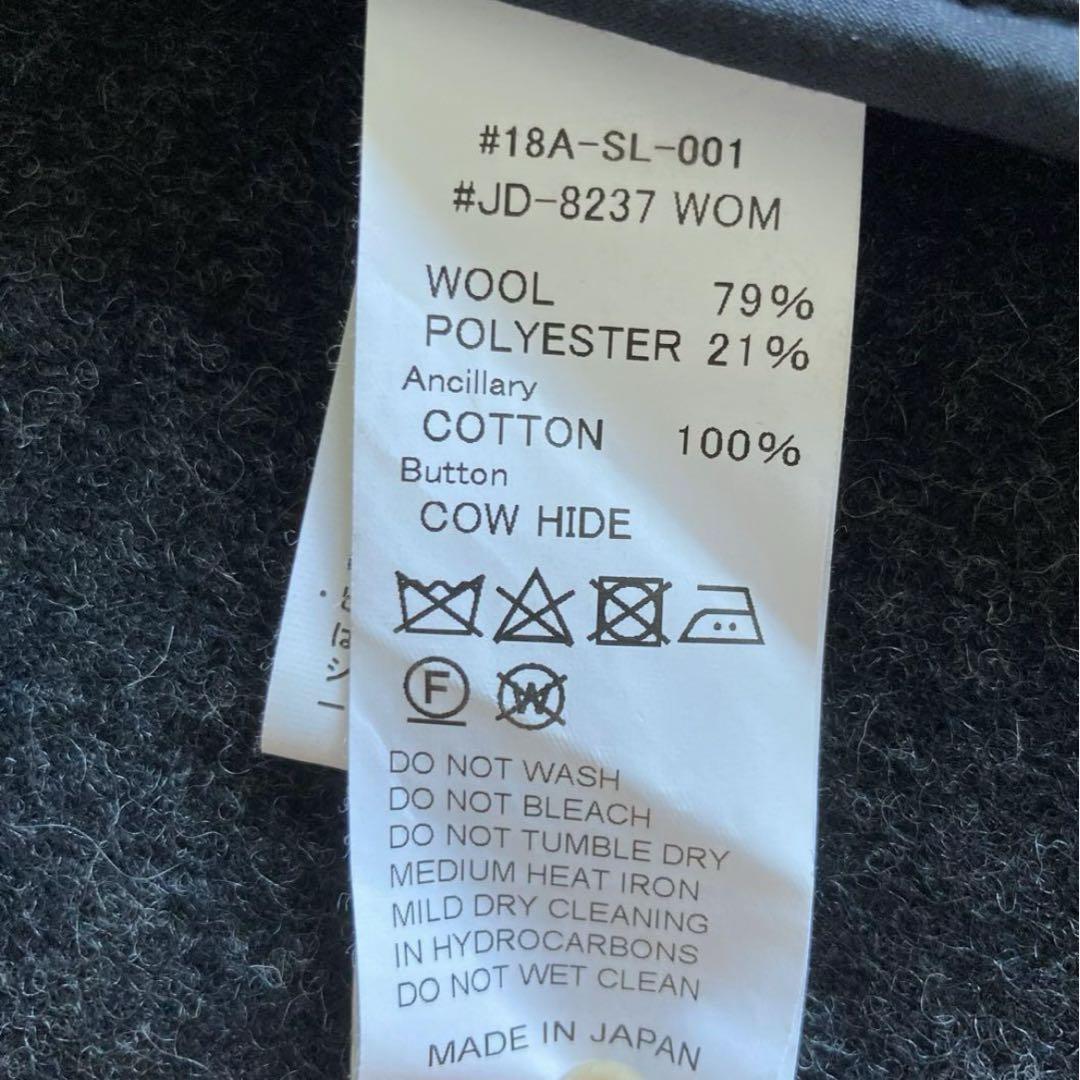 #18A-SL-001
#JD-8237 WOM
WOOL 79%
POLYESTER 21%
Ancillary
COTTON 100%
Button
COW HIDE
F W
DO NOT WASH
DO NOT BLEACH
DO NOT TUMBLE DRY
MEDIUM HEAT IRON
MILD DRY CLEANING
IN HYDROCARBONS
DO NOT WET CLEAN
MADE IN JAPAN